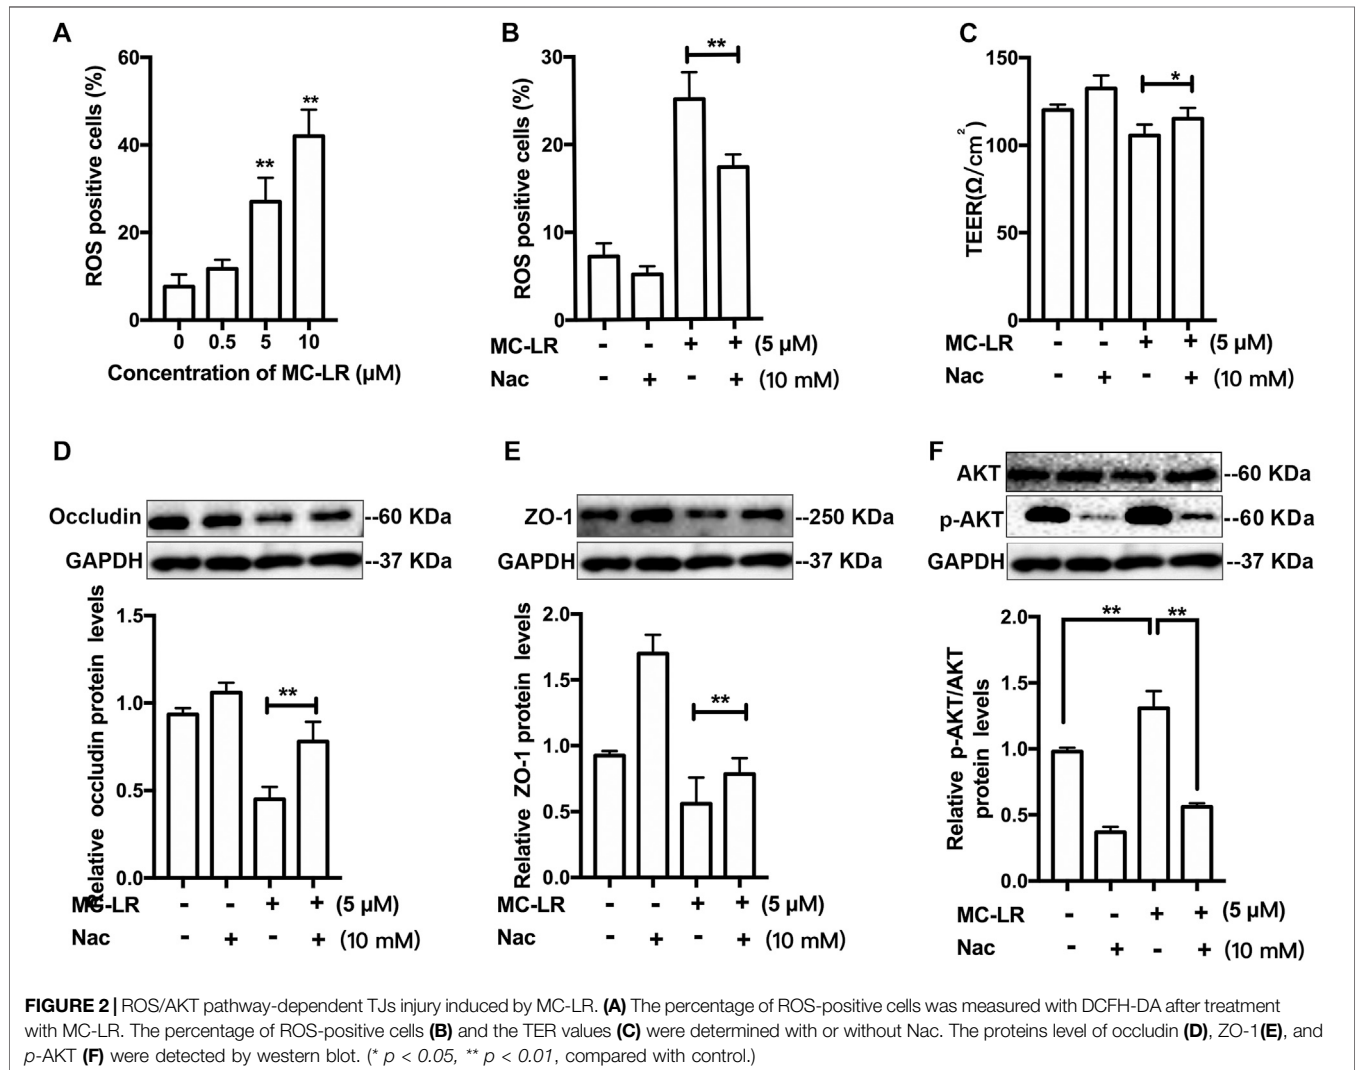 A
60
40
20
0
ROS positive cells (%)
**
**
0 0.5 5 10
Concentration of MC-LR (μM)
B
30
20
10
0
ROS positive cells (%)
**
MC-LR - - + + (5 μM)
Nac - + - + (10 mM)
C
150
100
50
0
TEER(Ω/cm²)
*
MC-LR - - + + (5 μM)
Nac - + - + (10 mM)
D
Occludin --60 KDa
GAPDH --37 KDa
1.5
1.0
0.5
0.0
Relative occludin protein levels
**
MC-LR - - + + (5 μM)
Nac - + - + (10 mM)
E
ZO-1 --250 KDa
GAPDH --37 KDa
2.0
1.5
1.0
0.5
0.0
Relative ZO-1 protein levels
**
MC-LR - - + + (5 μM)
Nac - + - + (10 mM)
F
AKT --60 KDa
p-AKT --60 KDa
GAPDH --37 KDa
2.0
1.5
1.0
0.5
0.0
Relative p-AKT/AKT
protein levels
** **
MC-LR - - + + (5 μM)
Nac - + - + (10 mM)
FIGURE 2 | ROS/AKT pathway-dependent TJs injury induced by MC-LR. (A) The percentage of ROS-positive cells was measured with DCFH-DA after treatment
with MC-LR. The percentage of ROS-positive cells (B) and the TER values (C) were determined with or without Nac. The proteins level of occludin (D), ZO-1(E), and
p-AKT (F) were detected by western blot. (* p < 0.05, ** p < 0.01, compared with control.)